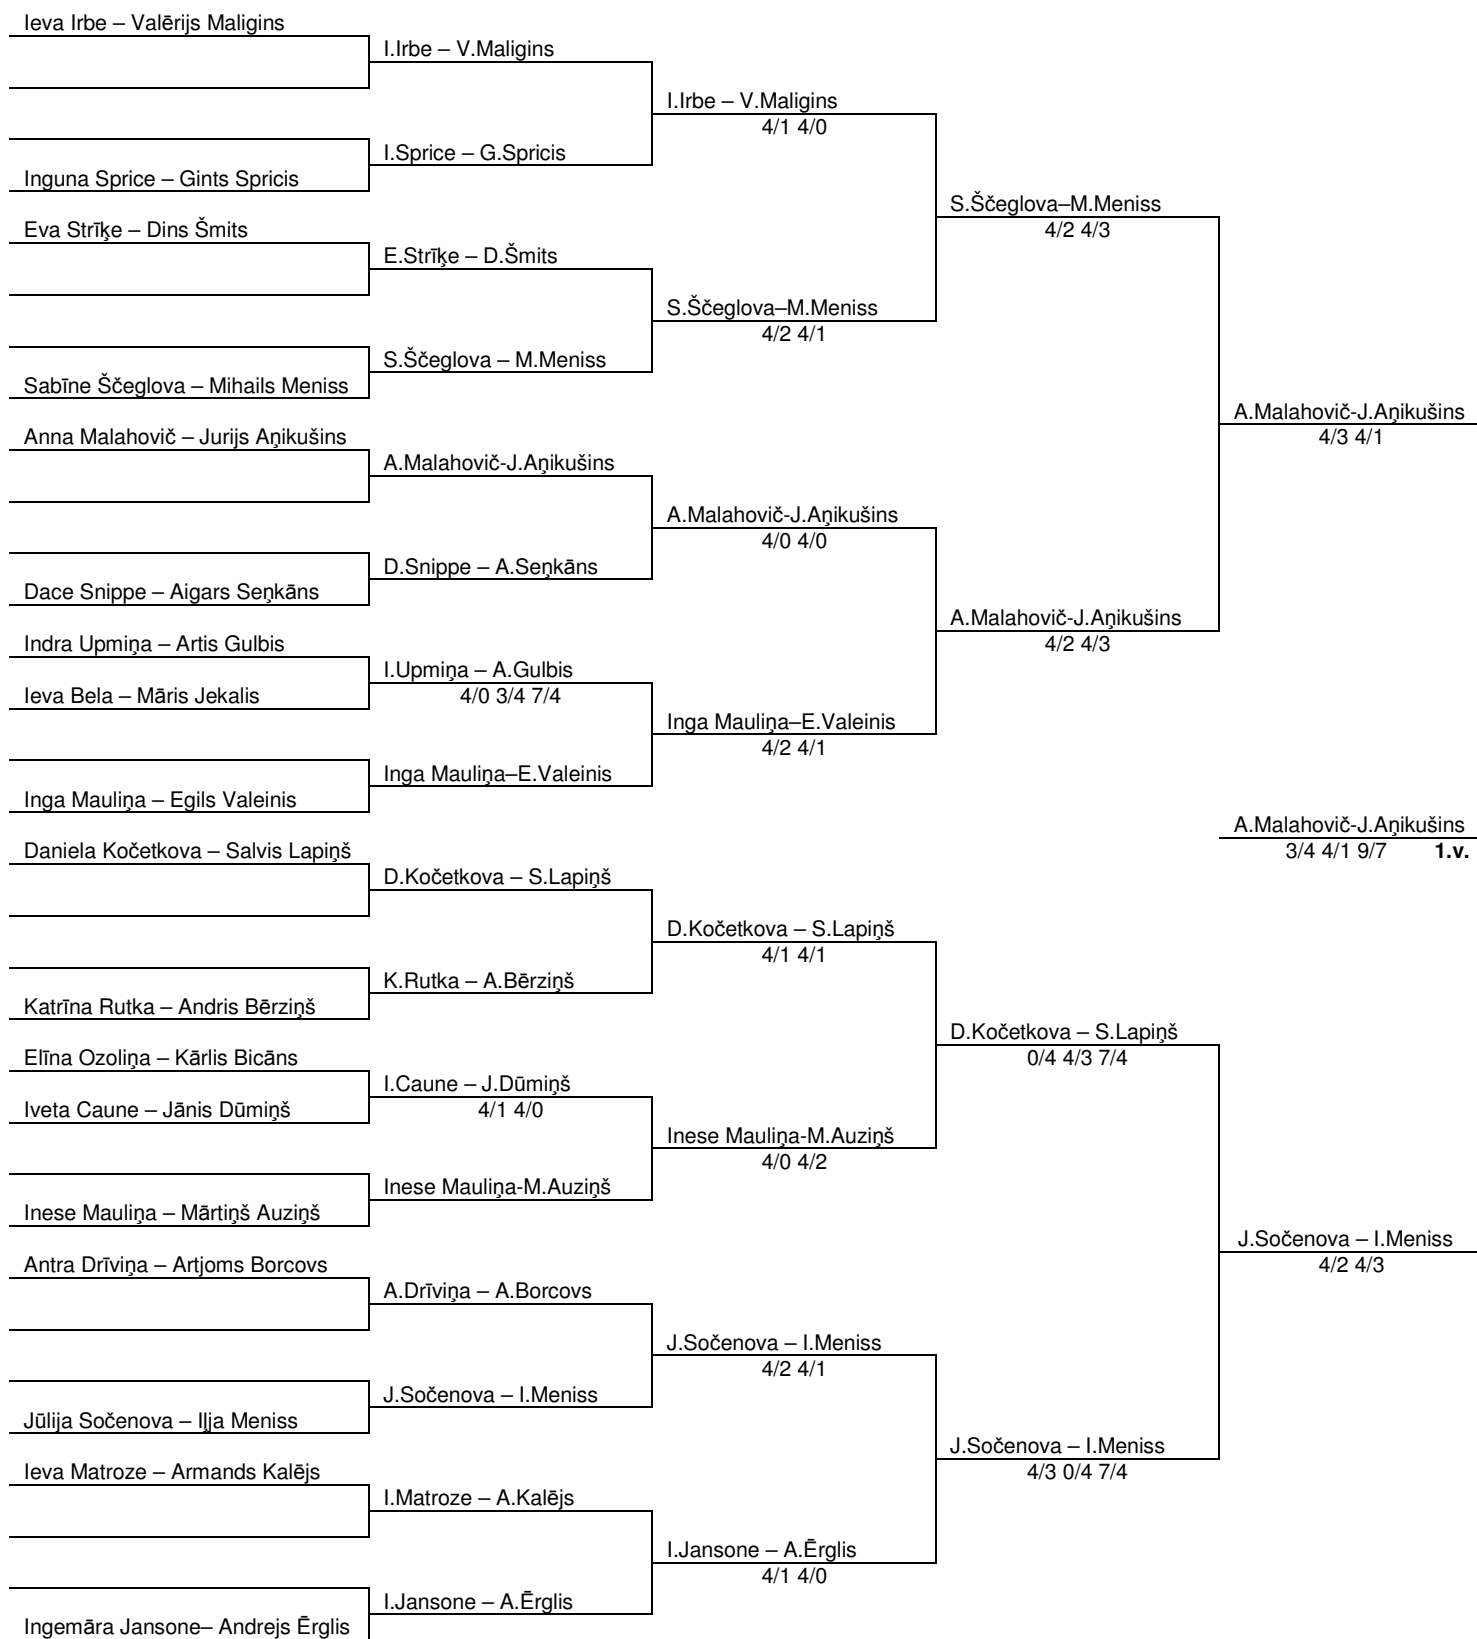 Ieva Irbe – Valērijs Maligins
I.Irbe – V.Maligins
I.Irbe – V.Maligins
4/1 4/0
I.Sprice – G.Spricis
Inguna Sprice – Gints Spricis
S.Ščeglova–M.Meniss
4/2 4/3
Eva Strīķe – Dins Šmits
E.Strīķe – D.Šmits
S.Ščeglova–M.Meniss
4/2 4/1
S.Ščeglova – M.Meniss
Sabīne Ščeglova – Mihails Meniss
A.Malahovič-J.Aņikušins
4/3 4/1
Anna Malahovič – Jurijs Aņikušins
A.Malahovič-J.Aņikušins
A.Malahovič-J.Aņikušins
4/0 4/0
D.Snippe – A.Seņkāns
Dace Snippe – Aigars Seņkāns
A.Malahovič-J.Aņikušins
4/2 4/3
Indra Upmiņa – Artis Gulbis
I.Upmiņa – A.Gulbis
4/0 3/4 7/4
Ieva Bela – Māris Jekalis
Inga Mauliņa–E.Valeinis
4/2 4/1
Inga Mauliņa–E.Valeinis
Inga Mauliņa – Egils Valeinis
A.Malahovič-J.Aņikušins
3/4 4/1 9/7 1.v.
Daniela Kočetkova – Salvis Lapiņš
D.Kočetkova – S.Lapiņš
D.Kočetkova – S.Lapiņš
4/1 4/1
K.Rutka – A.Bērziņš
Katrīna Rutka – Andris Bērziņš
D.Kočetkova – S.Lapiņš
0/4 4/3 7/4
Elīna Ozoliņa – Kārlis Bicāns
I.Caune – J.Dūmiņš
4/1 4/0
Iveta Caune – Jānis Dūmiņš
Inese Mauliņa-M.Auziņš
4/0 4/2
Inese Mauliņa-M.Auziņš
Inese Mauliņa – Mārtiņš Auziņš
J.Sočenova – I.Meniss
4/2 4/3
Antra Drīviņa – Artjoms Borcovs
A.Drīviņa – A.Borcovs
J.Sočenova – I.Meniss
4/2 4/1
J.Sočenova – I.Meniss
Jūlija Sočenova – Iļja Meniss
J.Sočenova – I.Meniss
4/3 0/4 7/4
Ieva Matroze – Armands Kalējs
I.Matroze – A.Kalējs
I.Jansone – A.Ērglis
4/1 4/0
I.Jansone – A.Ērglis
Ingemāra Jansone– Andrejs Ērglis